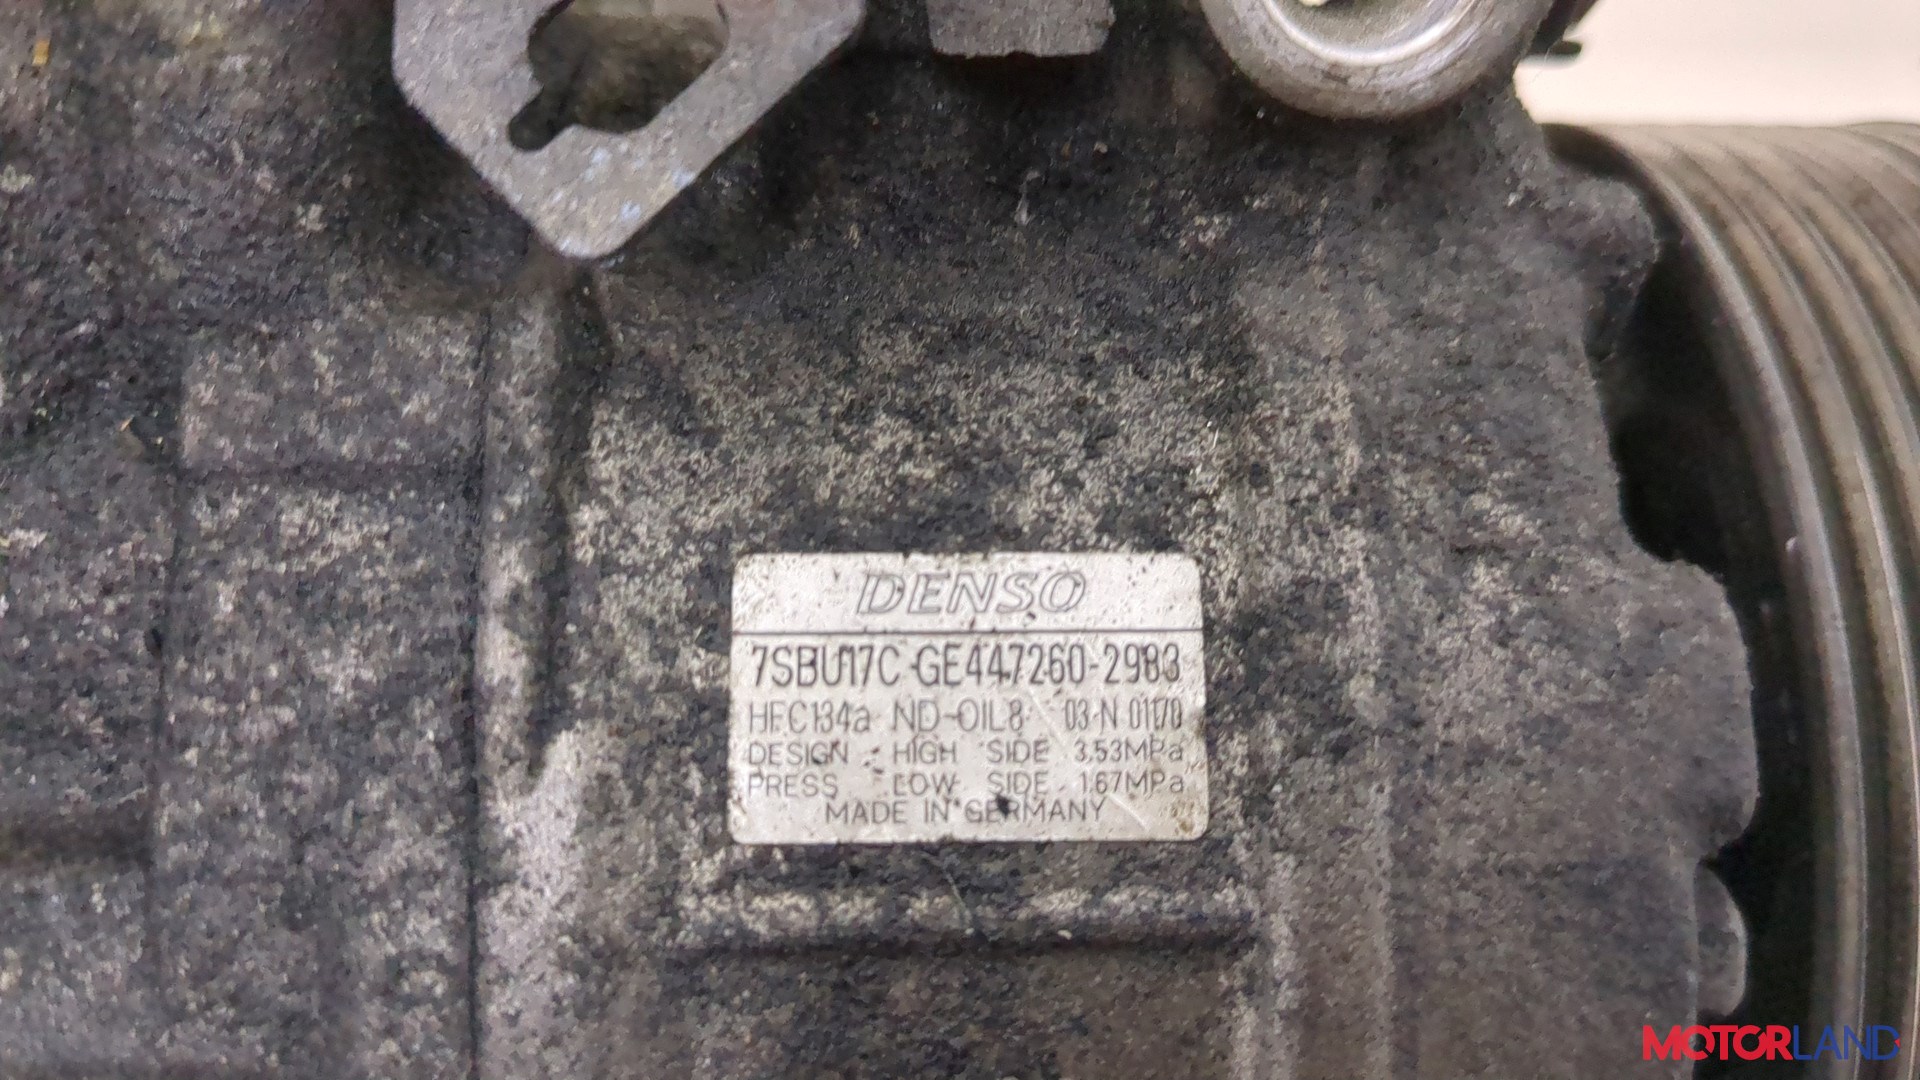 DENSO
7SBU17C GE447260-2983
HFC134a ND-OIL8 03 N 01170
DESIGN HIGH SIDE 3.53MPa
PRESS LOW SIDE 1.67MPa
MADE IN GERMANY
MOTORLAND